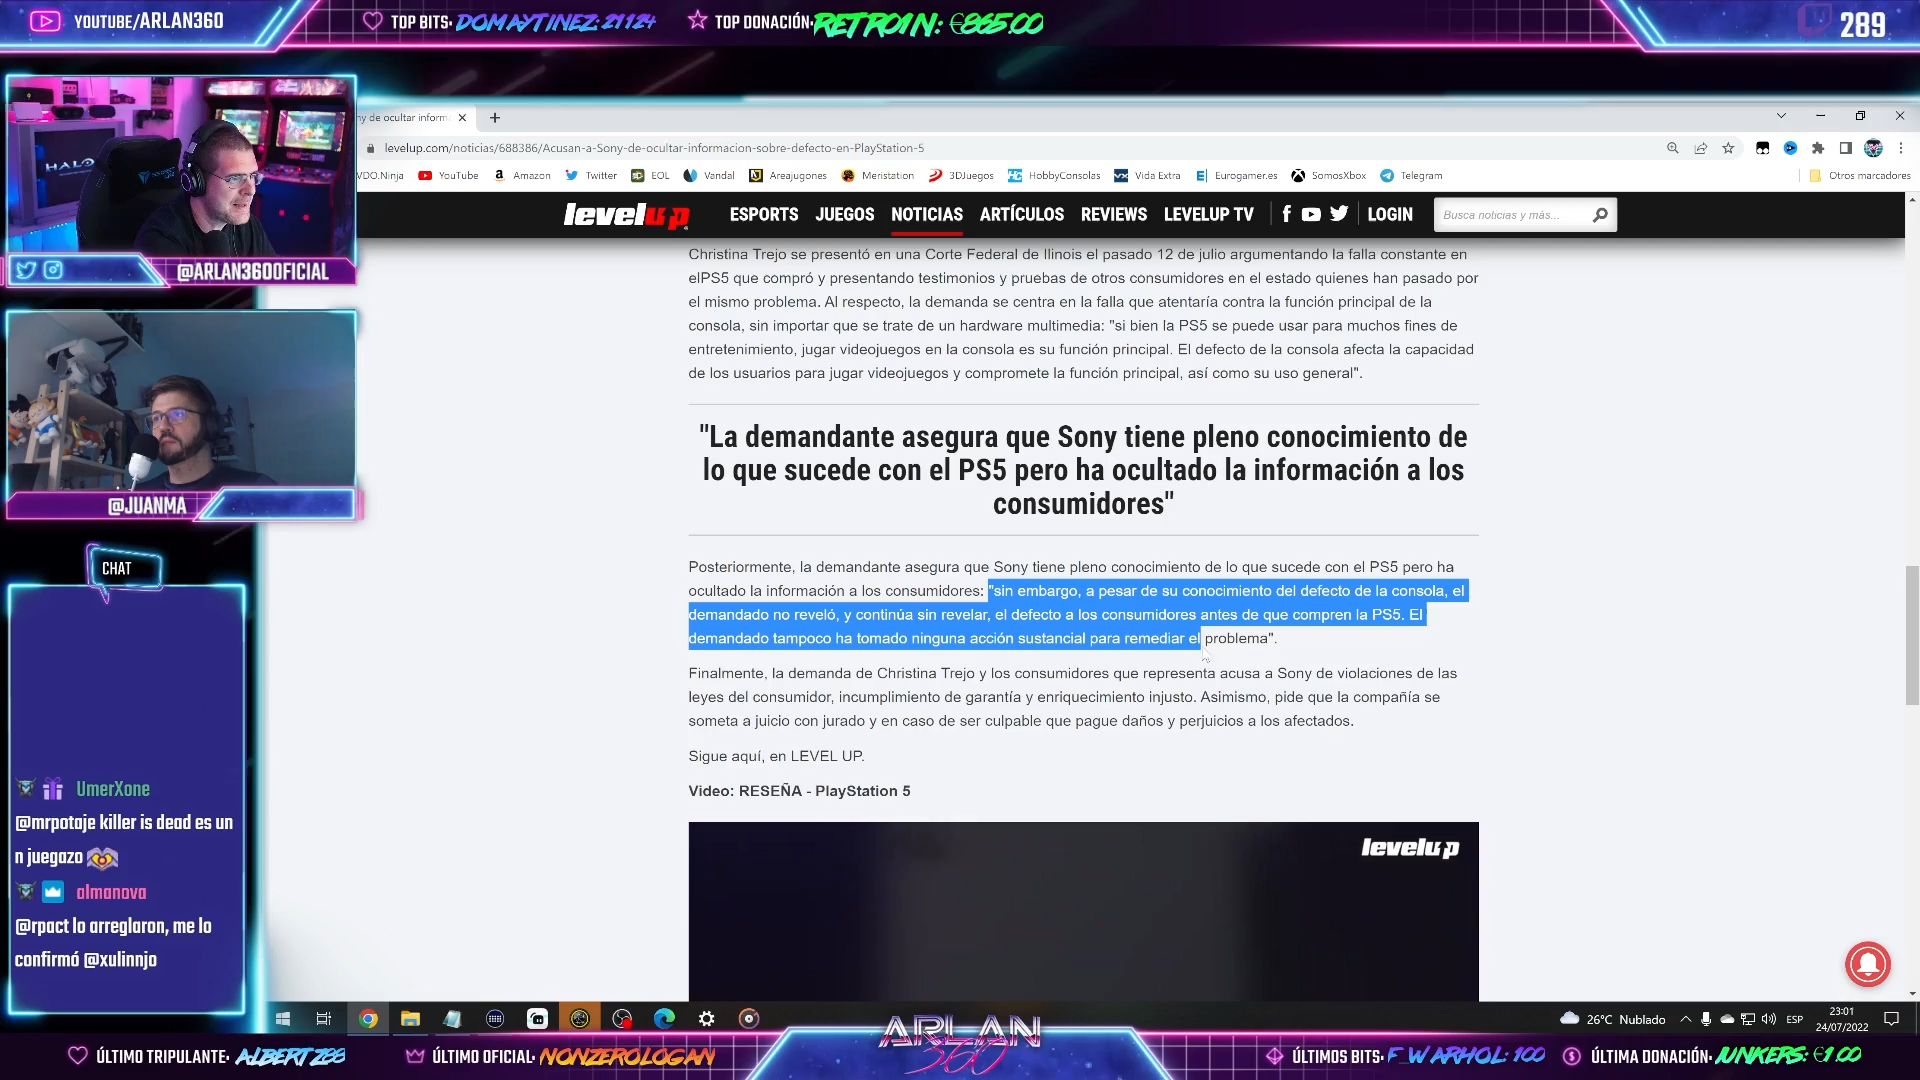 YOUTUBE/ARLAN360
TOP BITS: DOMAYTINEZ: 21124
TOP DONACIÓN: RETROIN: €865.00
289
ny de ocultar inform
levelup.com/noticias/688386/Acusan-a-Sony-de-ocultar-informacion-sobre-defecto-en-PlayStation-5
VDO.Ninja YouTube Amazon Twitter EOL Vandal Areajugones Meristation 3DJuegos HobbyConsolas Vida Extra Eurogamer.es SomosXbox Telegram Otros marcadores
levelup ESPORTS JUEGOS NOTICIAS ARTÍCULOS REVIEWS LEVELUP TV LOGIN Busca noticias y más...
HALO
@ARLAN360OFICIAL
Christina Trejo se presentó en una Corte Federal de Ilinois el pasado 12 de julio argumentando la falla constante en
elPS5 que compró y presentando testimonios y pruebas de otros consumidores en el estado quienes han pasado por
el mismo problema. Al respecto, la demanda se centra en la falla que atentaría contra la función principal de la
consola, sin importar que se trate de un hardware multimedia: "si bien la PS5 se puede usar para muchos fines de
entretenimiento, jugar videojuegos en la consola es su función principal. El defecto de la consola afecta la capacidad
de los usuarios para jugar videojuegos y compromete la función principal, así como su uso general".
"La demandante asegura que Sony tiene pleno conocimiento de
lo que sucede con el PS5 pero ha ocultado la información a los
consumidores"
@JUANMA
Posteriormente, la demandante asegura que Sony tiene pleno conocimiento de lo que sucede con el PS5 pero ha
ocultado la información a los consumidores: "sin embargo, a pesar de su conocimiento del defecto de la consola, el
demandado no reveló, y continúa sin revelar, el defecto a los consumidores antes de que compren la PS5. El
demandado tampoco ha tomado ninguna acción sustancial para remediar el problema".
Finalmente, la demanda de Christina Trejo y los consumidores que representa acusa a Sony de violaciones de las
leyes del consumidor, incumplimiento de garantía y enriquecimiento injusto. Asimismo, pide que la compañía se
someta a juicio con jurado y en caso de ser culpable que pague daños y perjuicios a los afectados.
Sigue aquí, en LEVEL UP.
Video: RESEÑA - PlayStation 5
levelup
CHAT
UmerXone
@mrpotaje killer is dead es un
n juegazo
almanova
@rpact lo arreglaron, me lo
confirmó @xulinnjo
26°C Nublado
ESP
23:01
24/07/2022
ÚLTIMO TRIPULANTE: ALBERTZ88
ÚLTIMO OFICIAL: NONZEROLOGAN
ARLAN
360
ÚLTIMOS BITS: F_WARHOL: 100
ÚLTIMA DONACIÓN: JUNKERS: €1.00